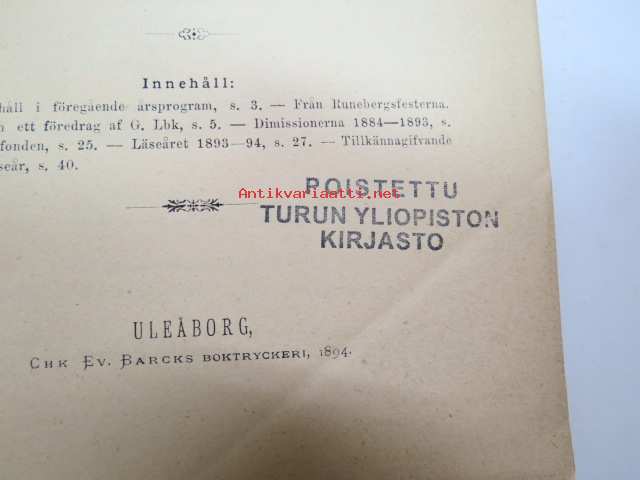 Innehåll:
håll i föregående årsprogram, s. 3. — Från Runebergsfesterna.
ett föredrag af G. Lbk, s. 5. — Dimissionerna 1884—1893, s.
fonden, s. 25. — Läseåret 1893—94, s. 27. — Tillkännagifvande
seår, s. 40.
Antikvariaatti.net
POISTETTU
TURUN YLIOPISTON
KIRJASTO
ULEÅBORG,
CHR EV. BARCKS BOKTRYCKERI, 1894.